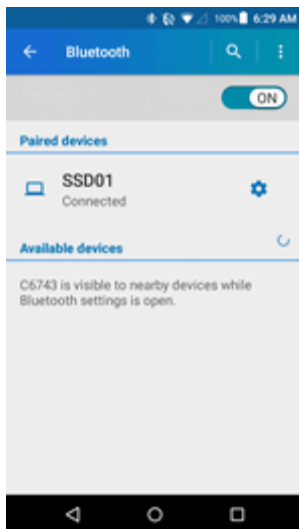 100% 6:29 AM
Bluetooth
ON
Paired devices
SSD01
Connected
Available devices
C6743 is visible to nearby devices while
Bluetooth settings is open.